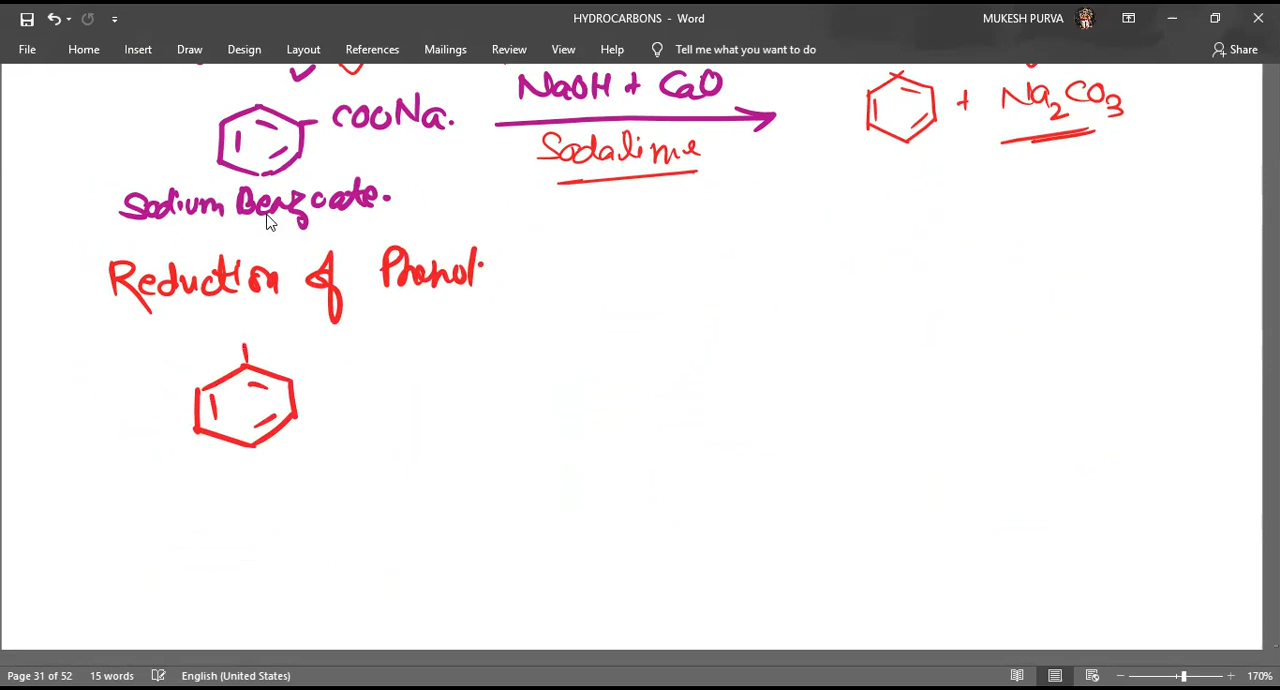 HYDROCARBONS - Word
MUKESH PURVA
File Home Insert Draw Design Layout References Mailings Review View Help Tell me what you want to do Share
COONa. NaOH + CaO + Na2CO3
Sodalime
Sodium Benzoate.
Reduction of Phenol.
Page 31 of 52 15 words English (United States) 170%